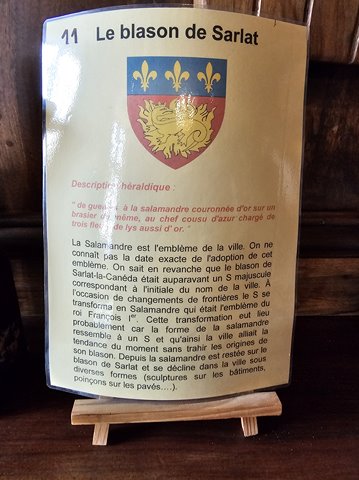 11 Le blason de Sarlat
Description héraldique :
" de gueules à la salamandre couronnée d'or sur un
brasier du même, au chef cousu d'azur chargé de
trois fleurs de lys aussi d' or. "
La Salamandre est l'emblème de la ville. On ne
connaît pas la date exacte de l'adoption de cet
emblème. On sait en revanche que le blason de
Sarlat-la-Canéda était auparavant un S majuscule
correspondant à l'initiale du nom de la ville. À
l'occasion de changements de frontières le S se
transforma en Salamandre qui était l'emblème du
roi François Ier. Cette transformation eut lieu
probablement car la forme de la salamandre
ressemble à un S et qu'ainsi la ville alliait la
tendance du moment sans trahir les origines de
son blason. Depuis la salamandre est restée sur le
blason de Sarlat et se décline dans la ville sous
diverses formes (sculptures sur les bâtiments,
poinçons sur les pavés….).